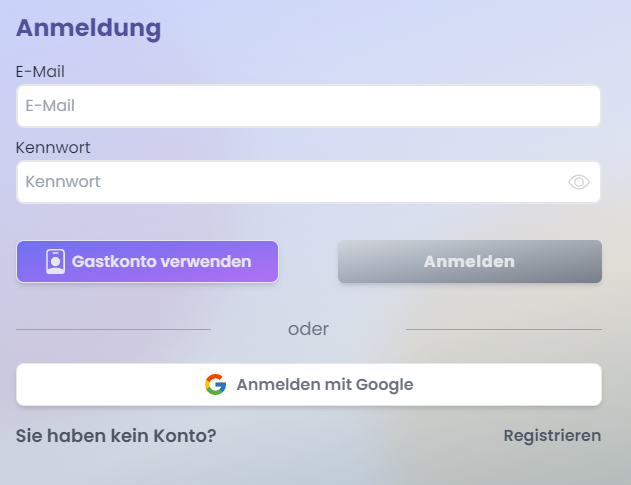 Anmeldung
E-Mail
E-Mail
Kennwort
Kennwort
Gastkonto verwenden
Anmelden
oder
Anmelden mit Google
Sie haben kein Konto?
Registrieren